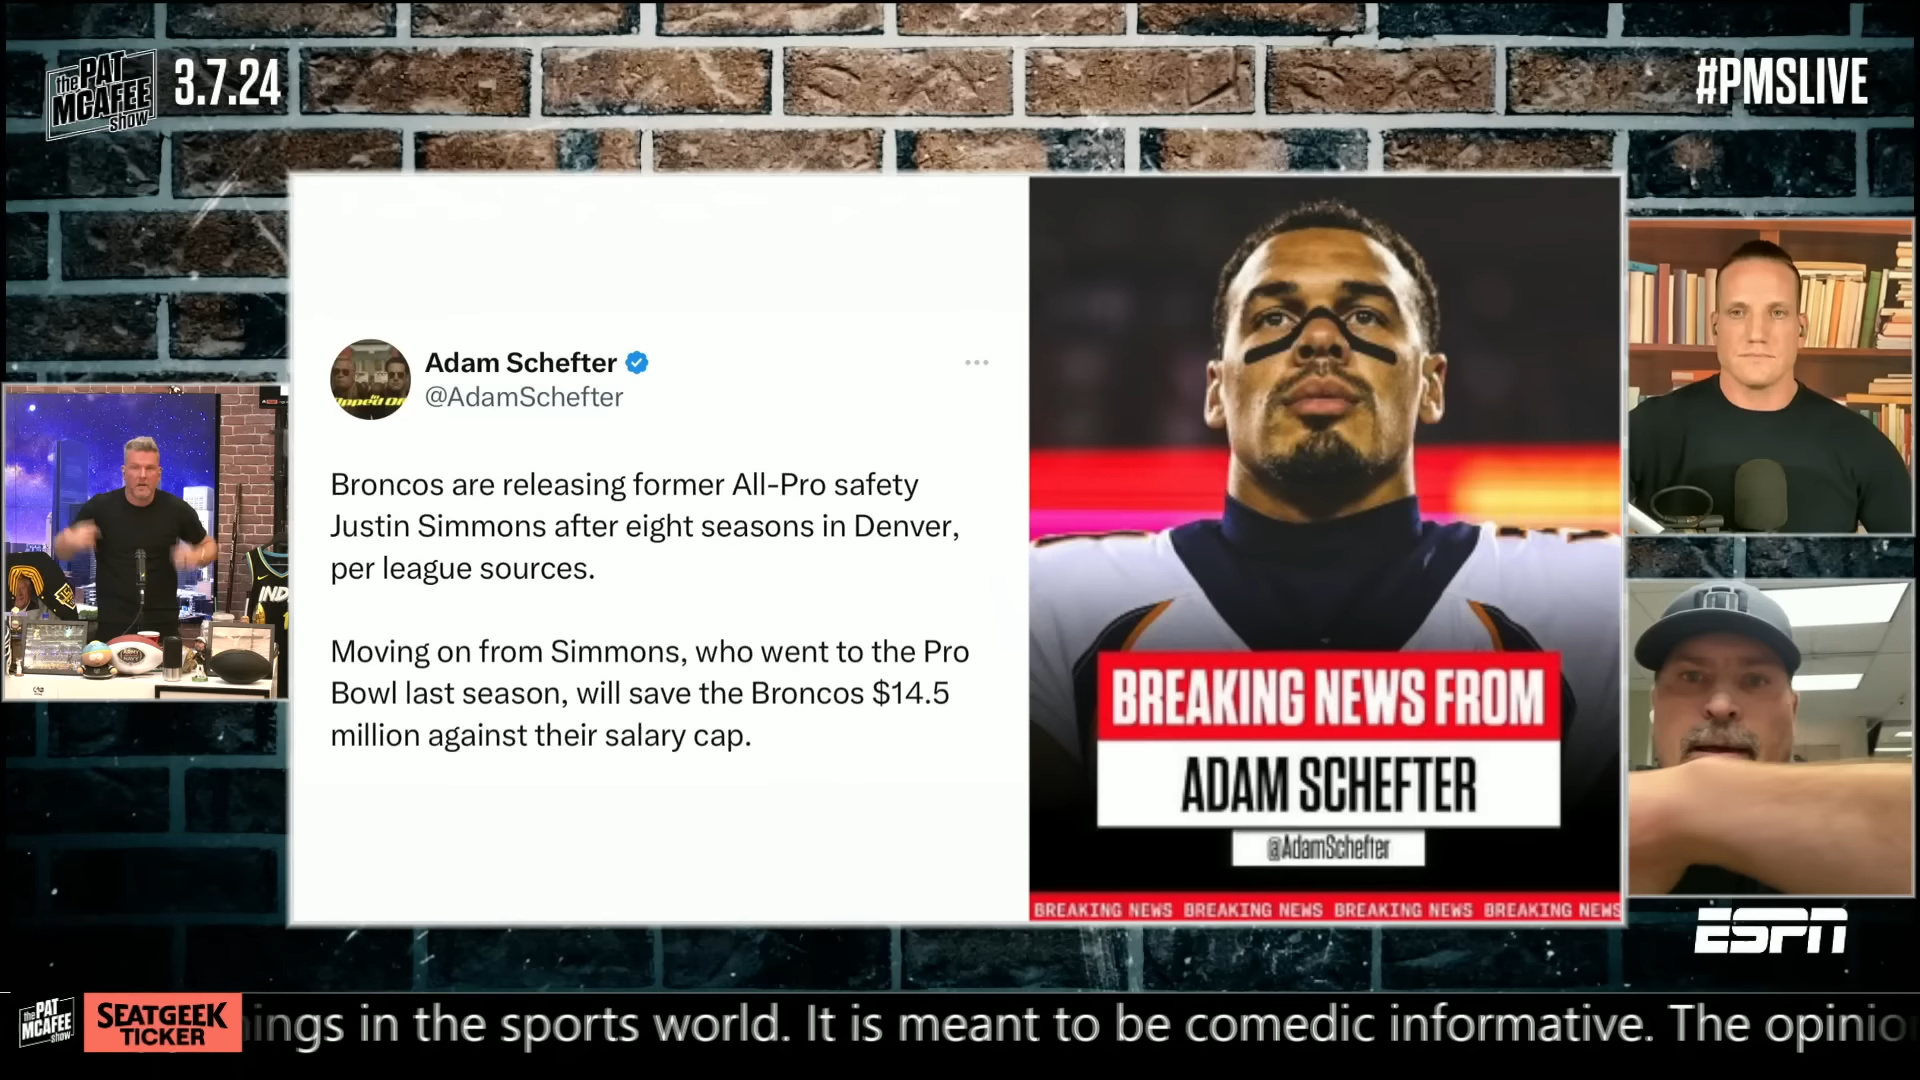 the PAT
MCAFEE
show
3.7.24
#PMSLIVE
Adam Schefter
@AdamSchefter
Broncos are releasing former All-Pro safety
Justin Simmons after eight seasons in Denver,
per league sources.
Moving on from Simmons, who went to the Pro
Bowl last season, will save the Broncos $14.5
million against their salary cap.
BREAKING NEWS FROM
ADAM SCHEFTER
@AdamSchefter
BREAKING NEWS BREAKING NEWS BREAKING NEWS BREAKING NEWS
IND
ESPN
the PAT
MCAFEE
show
SEATGEEK
TICKER
ings in the sports world. It is meant to be comedic informative. The opinio